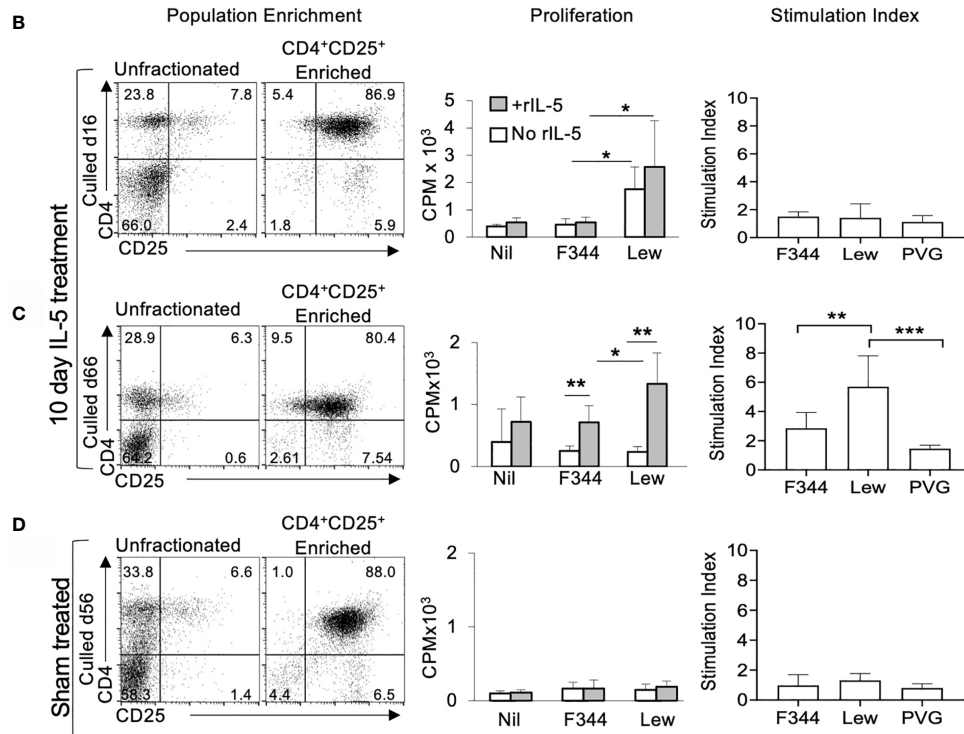 Population Enrichment
Proliferation
Stimulation Index
B
10 day IL-5 treatment
Culled d16
Unfractionated
CD4⁺CD25⁺
Enriched
23.8 7.8
5.4 86.9
66.0 2.4
1.8 5.9
CD4
CD25
+rIL-5
No rIL-5
CPM x 10³
5
4
3
2
1
0
*
*
Nil F344 Lew
Stimulation Index
10
8
6
4
2
0
F344 Lew PVG
C
Culled d66
CD4⁺CD25⁺
Enriched
28.9 6.3
9.5 80.4
64.2 0.6
2.61 7.54
CD4
CD25
CPMx10³
2
1
0
**
*
**
Nil F344 Lew
Stimulation Index
10
8
6
4
2
0
**
***
F344 Lew PVG
D
Sham treated
Culled d56
Unfractionated
CD4⁺CD25⁺
Enriched
33.8 6.6
1.0 88.0
58.3 1.4
4.4 6.5
CD4
CD25
CPMx10³
2
1
0
Nil F344 Lew
Stimulation Index
10
8
6
4
2
0
F344 Lew PVG